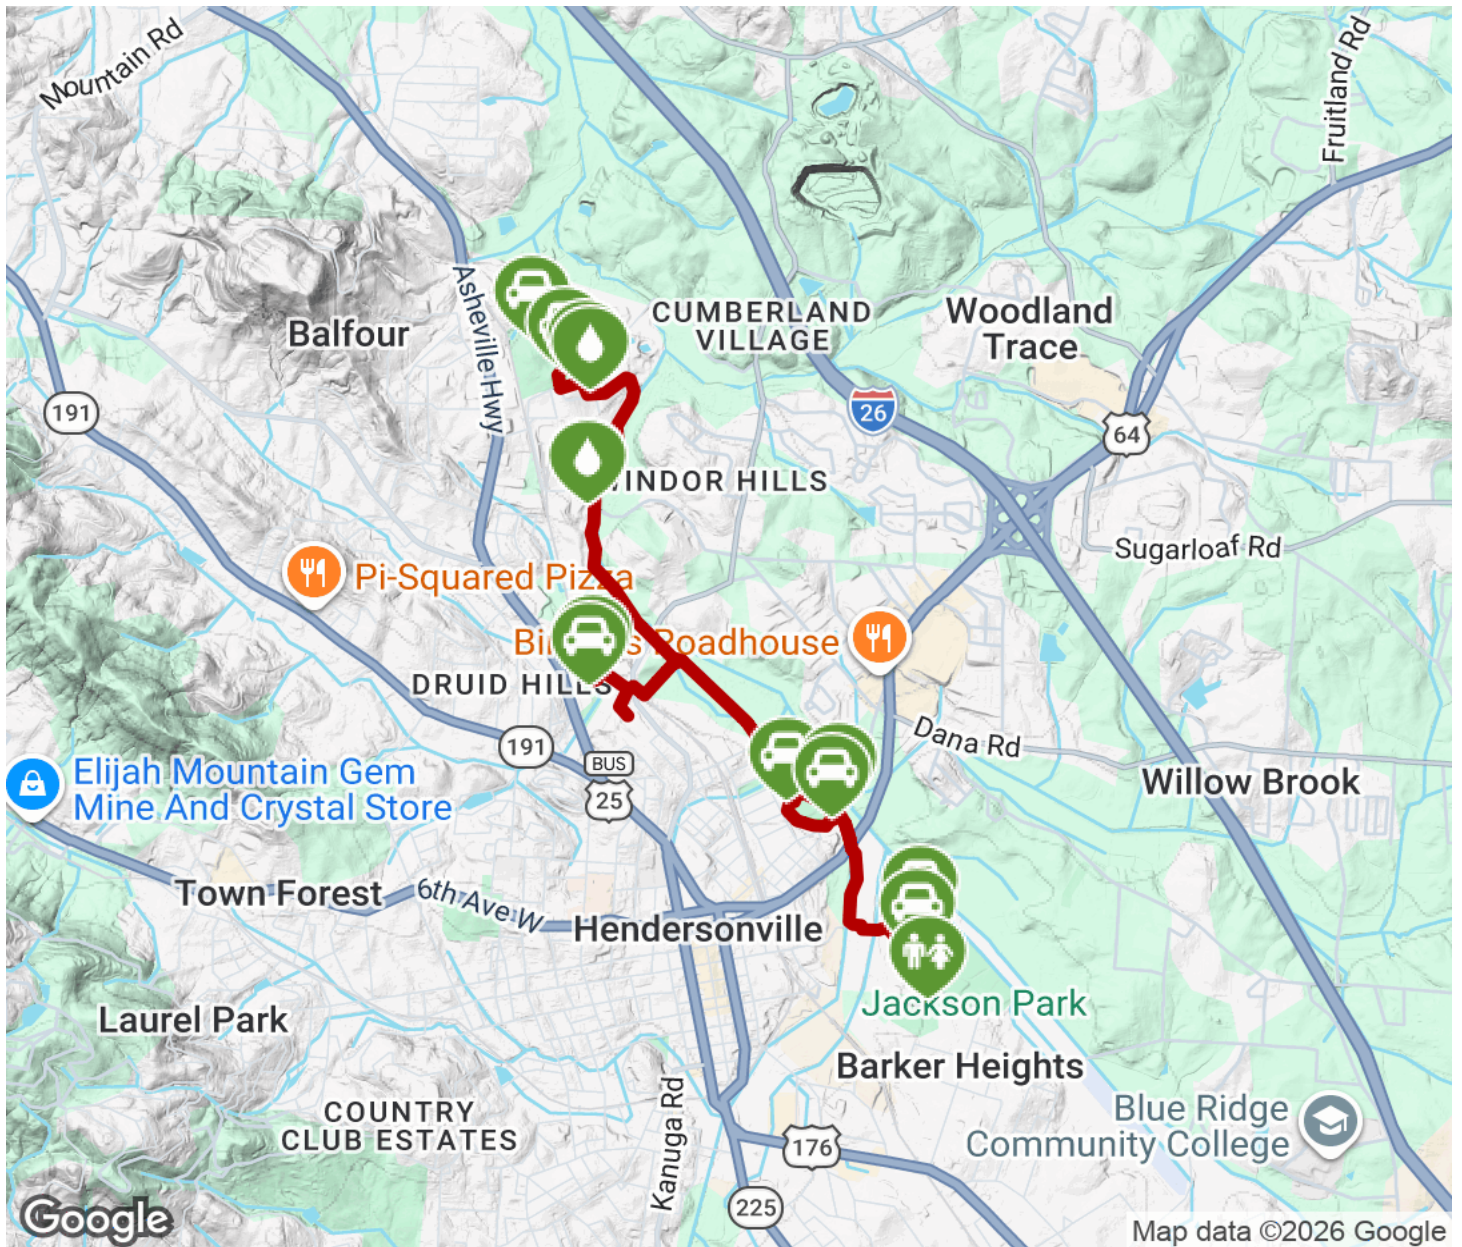 Mountain Rd
Fruitland Rd
Asheville Hwy
CUMBERLAND
VILLAGE
Woodland
Trace
Balfour
191
26
64
INDOR HILLS
Sugarloaf Rd
Pi-Squared Pizza
Roadhouse
DRUID HILLS
191
Dana Rd
BUS
25
Elijah Mountain Gem
Mine And Crystal Store
Willow Brook
Town Forest
6th Ave W
Hendersonville
Jackson Park
Laurel Park
Barker Heights
COUNTRY
CLUB ESTATES
Kanuga Rd
Blue Ridge
Community College
176
225
Google
Map data ©2026 Google